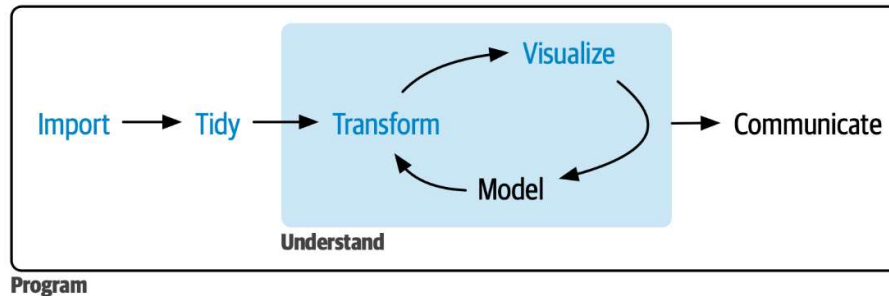 Visualize
Import Tidy Transform Communicate
Model
Understand
Program